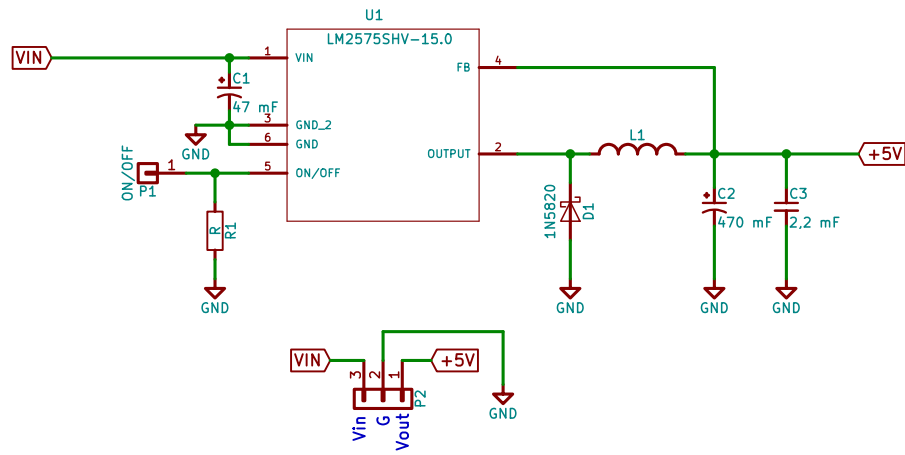 U1
LM2575SHV-15.0
VIN
1
VIN
4
FB
C1
47 mF
3
GND_2
GND
6
GND
L1
OUTPUT
2
+5V
ON/OFF
1
P1
5
ON/OFF
1N5820
D1
C2
470 mF
C3
2,2 mF
R
R1
GND
GND
GND
GND
VIN
+5V
3
2
1
P2
GND
Vin
G
Vout